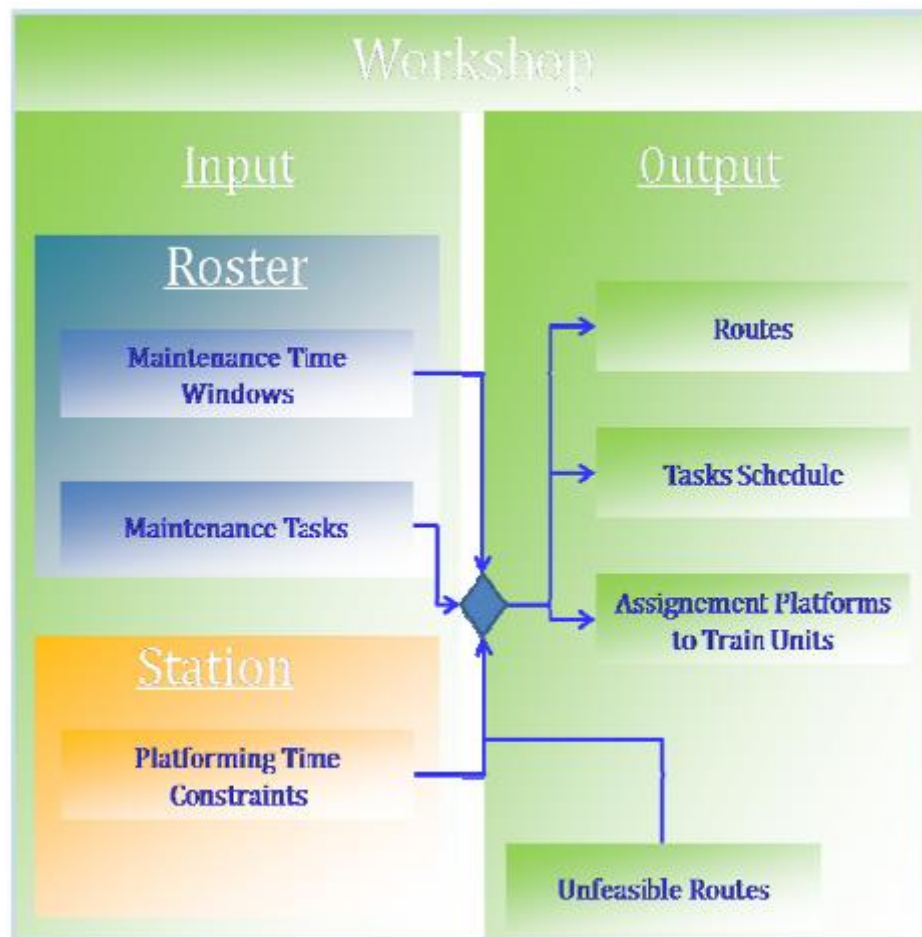 Workshop
Input
Roster
Maintenance Time
Windows
Maintenance Tasks
Station
Platforming Time
Constraints
Output
Routes
Tasks Schedule
Assignement Platforms
to Train Units
Unfeasible Routes